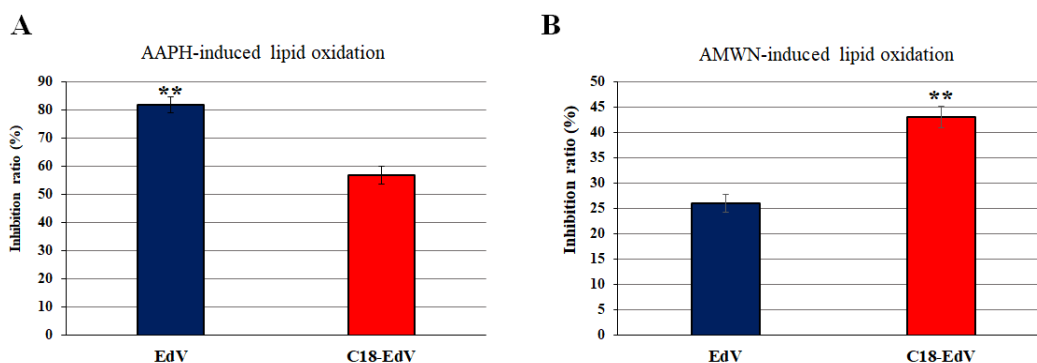 A
AAPH-induced lipid oxidation
Inhibition ratio (%)
90
80
70
60
50
40
30
20
10
0
**
EdV
C18-EdV
B
AMWN-induced lipid oxidation
Inhibition ratio (%)
50
45
40
35
30
25
20
15
10
5
0
**
EdV
C18-EdV